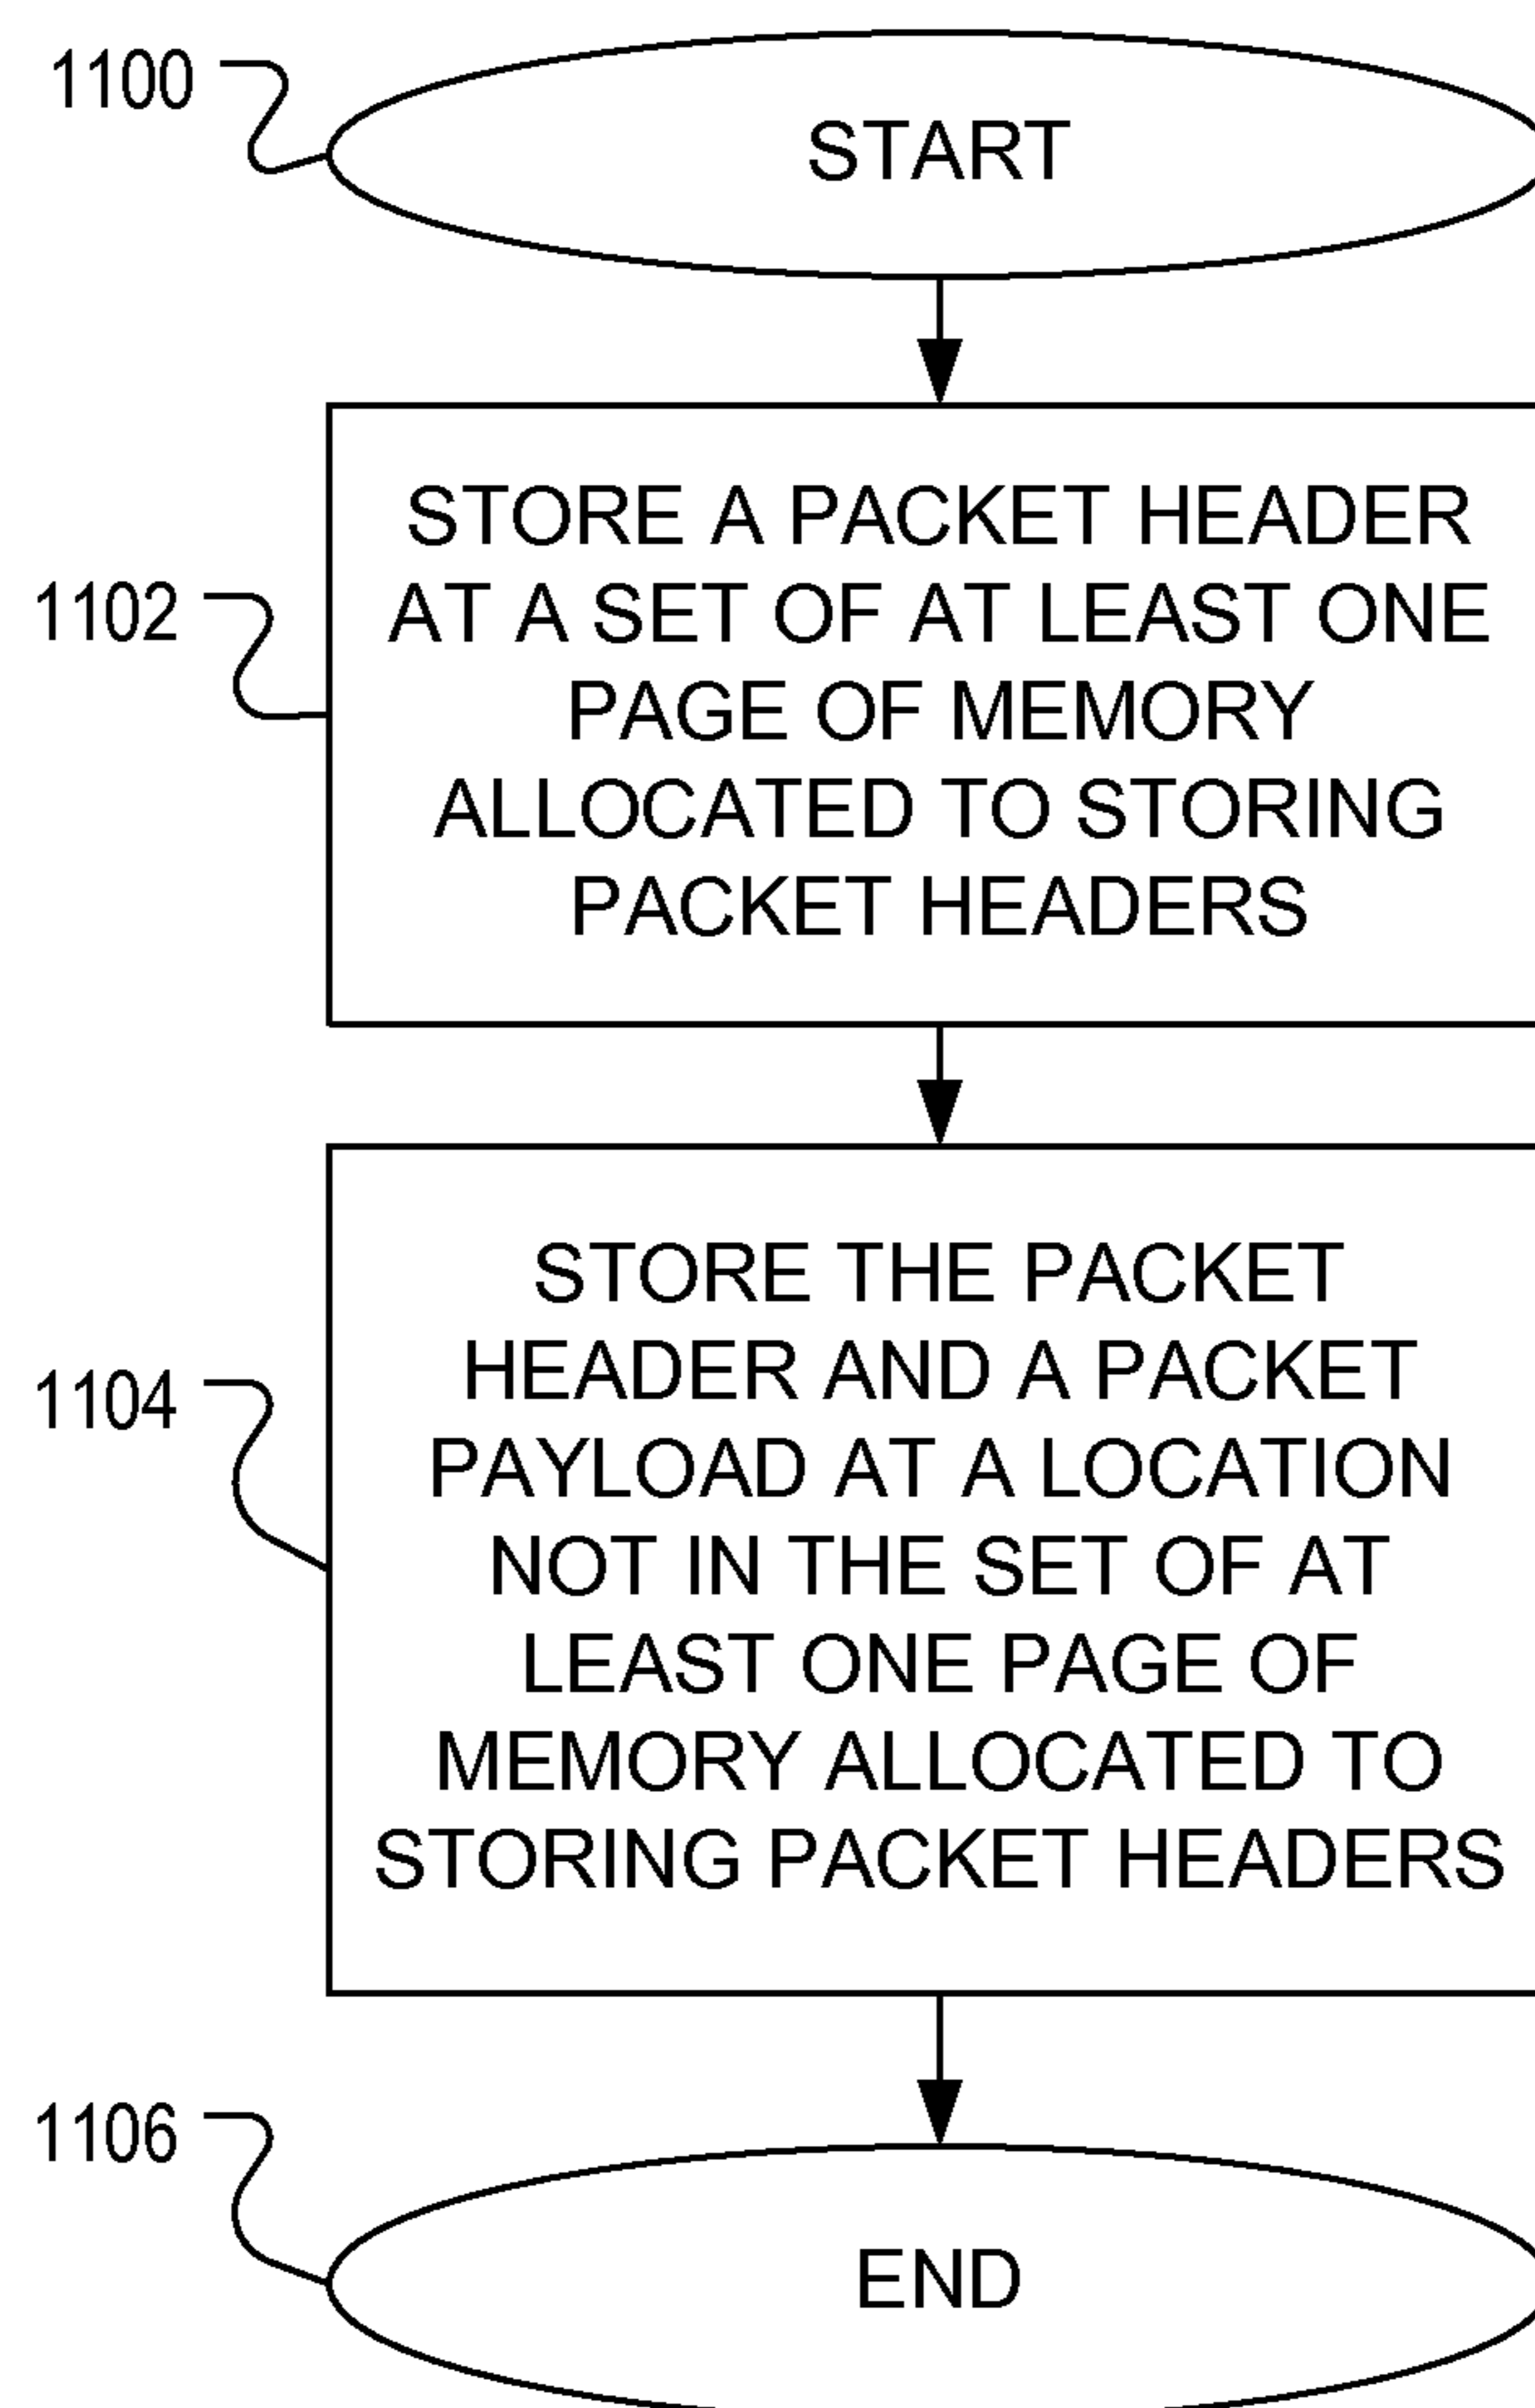 1100
START
STORE A PACKET HEADER
AT A SET OF AT LEAST ONE
1102
PAGE OF MEMORY
ALLOCATED TO STORING
PACKET HEADERS
STORE THE PACKET
HEADER AND A PACKET
1104
PAYLOAD AT A LOCATION
NOT IN THE SET OF AT
LEAST ONE PAGE OF
MEMORY ALLOCATED TO
STORING PACKET HEADERS
1106
END